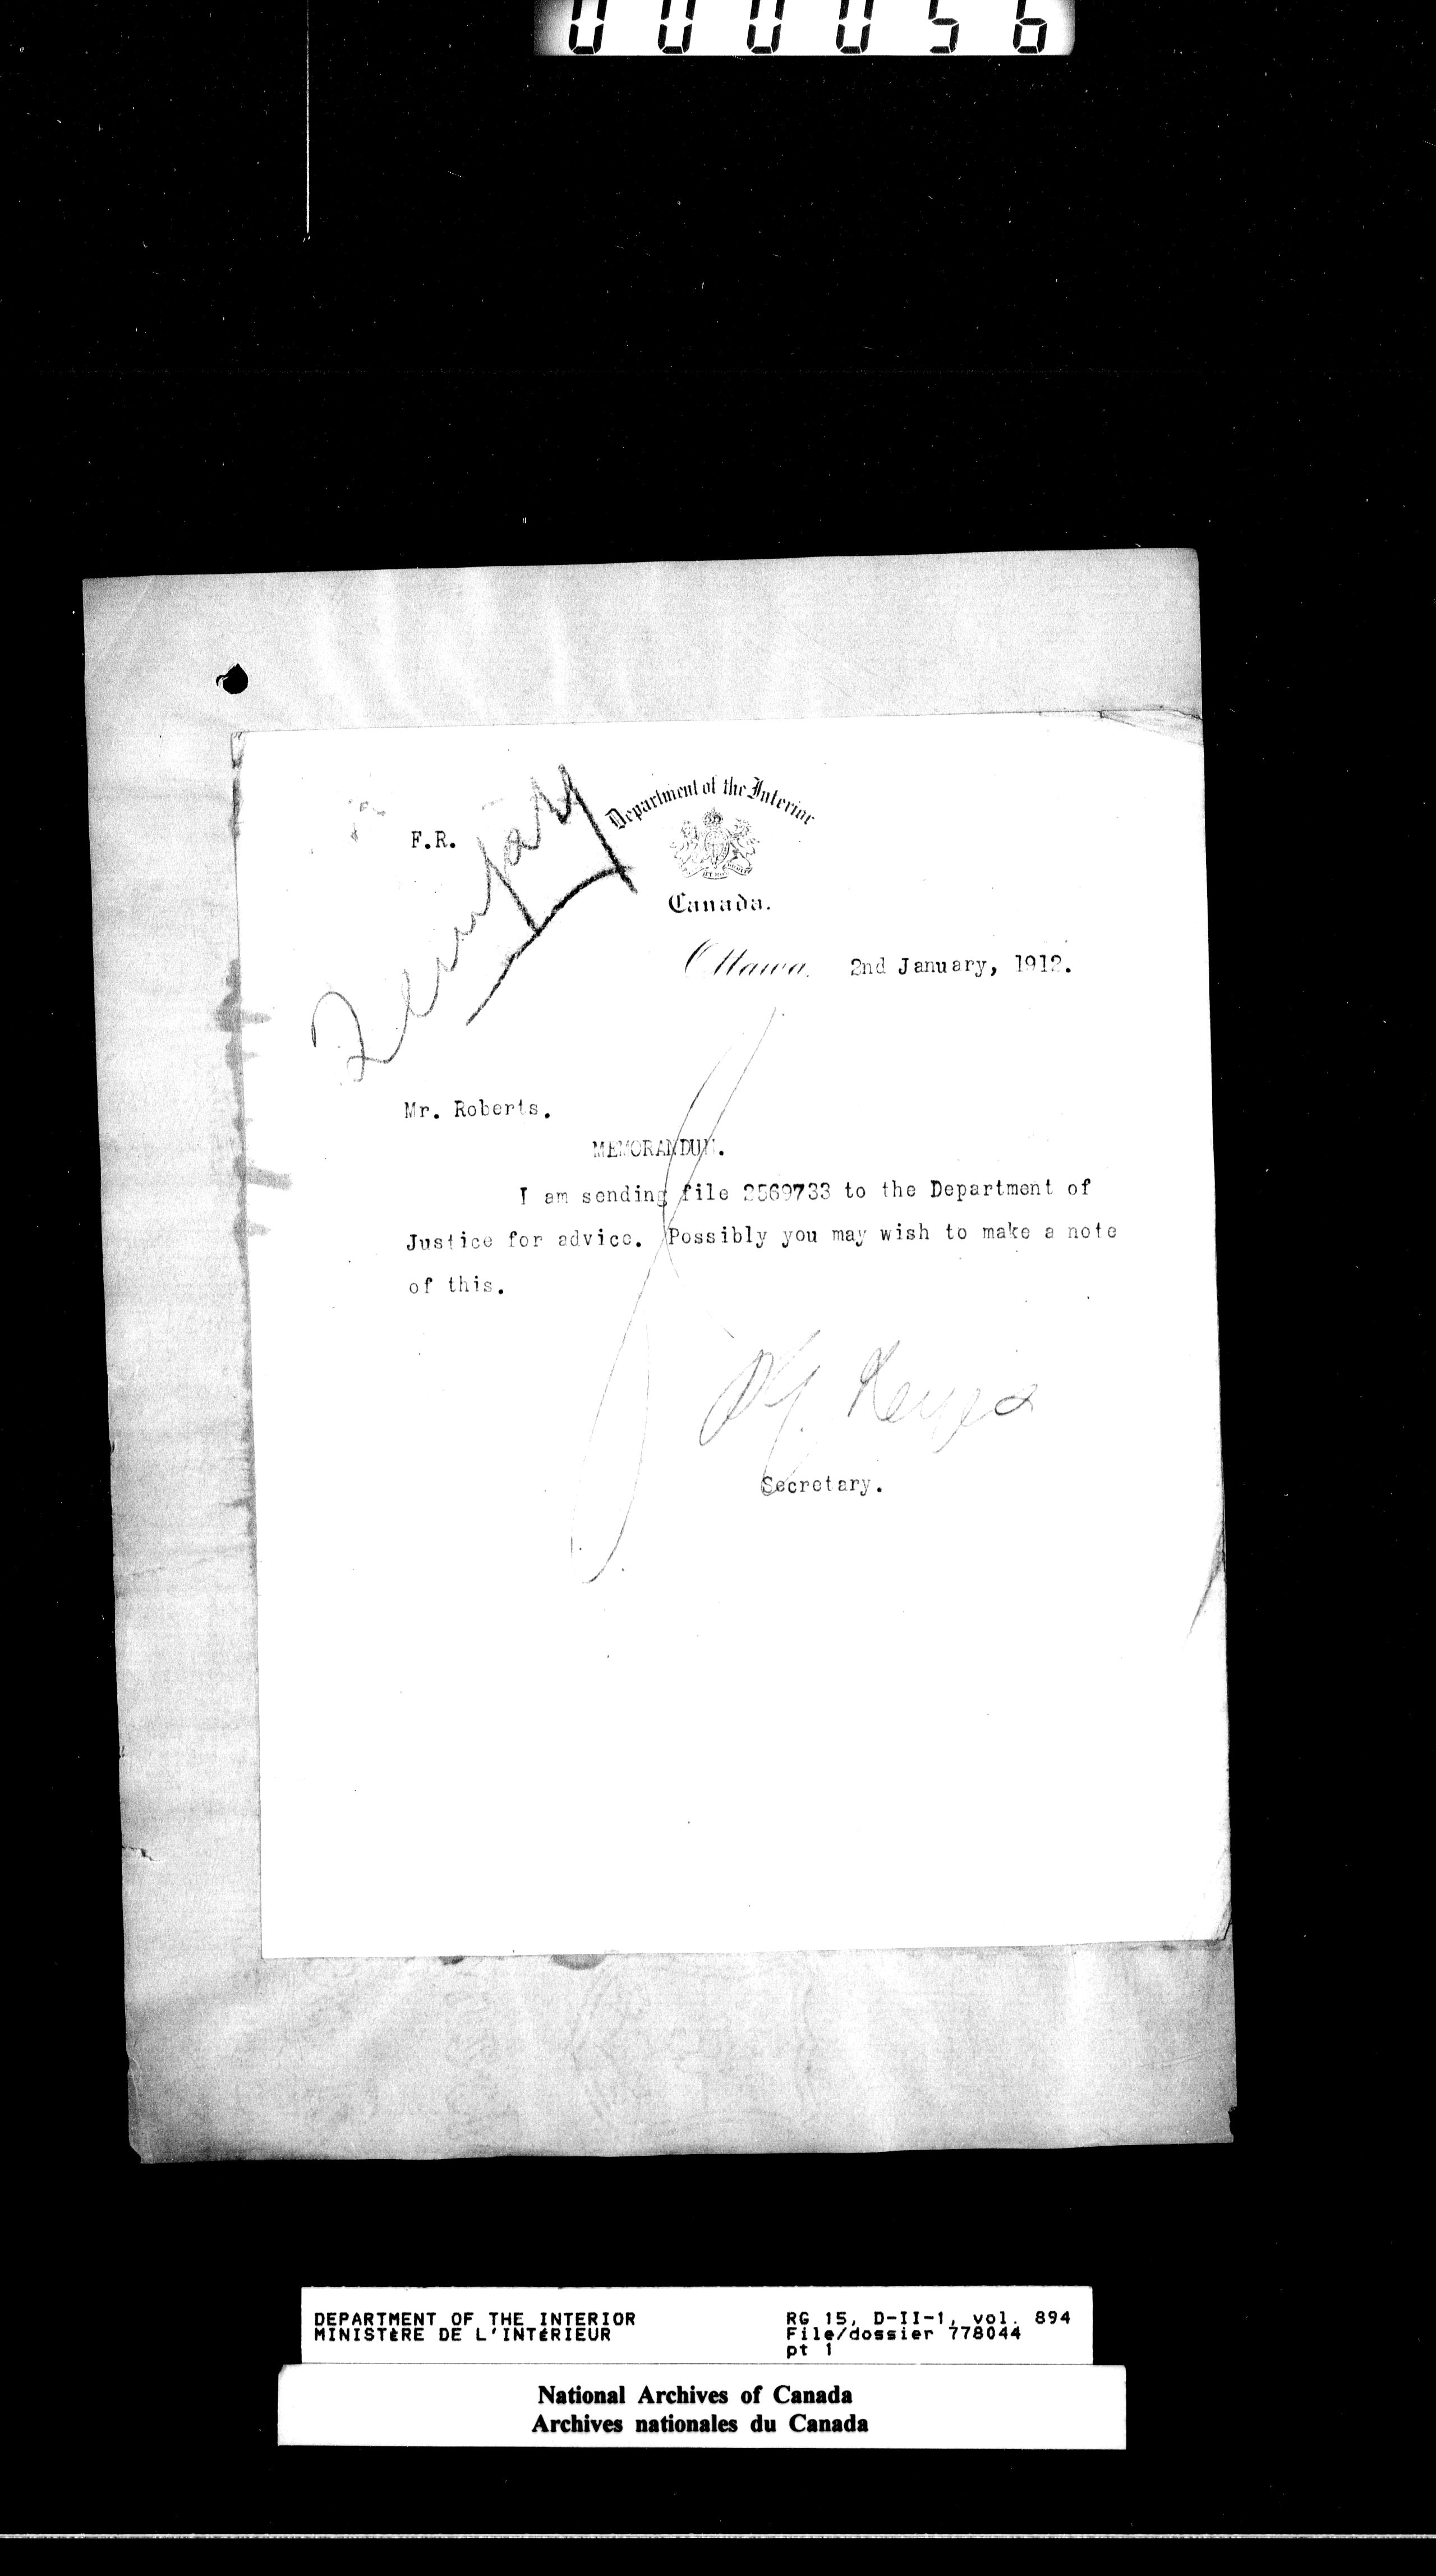 000056
Department of the Interior
F.R.
Canada.
Ottawa, 2nd January, 1912.
Mr. Roberts.
MEMORANDUM.
I am sending file 2569733 to the Department of
Justice for advice. Possibly you may wish to make a note
of this.
Secretary.
DEPARTMENT OF THE INTERIOR
MINISTÈRE DE L'INTÉRIEUR
RG 15, D-II-1, vol. 894
File/dossier 778044
pt 1
National Archives of Canada
Archives nationales du Canada